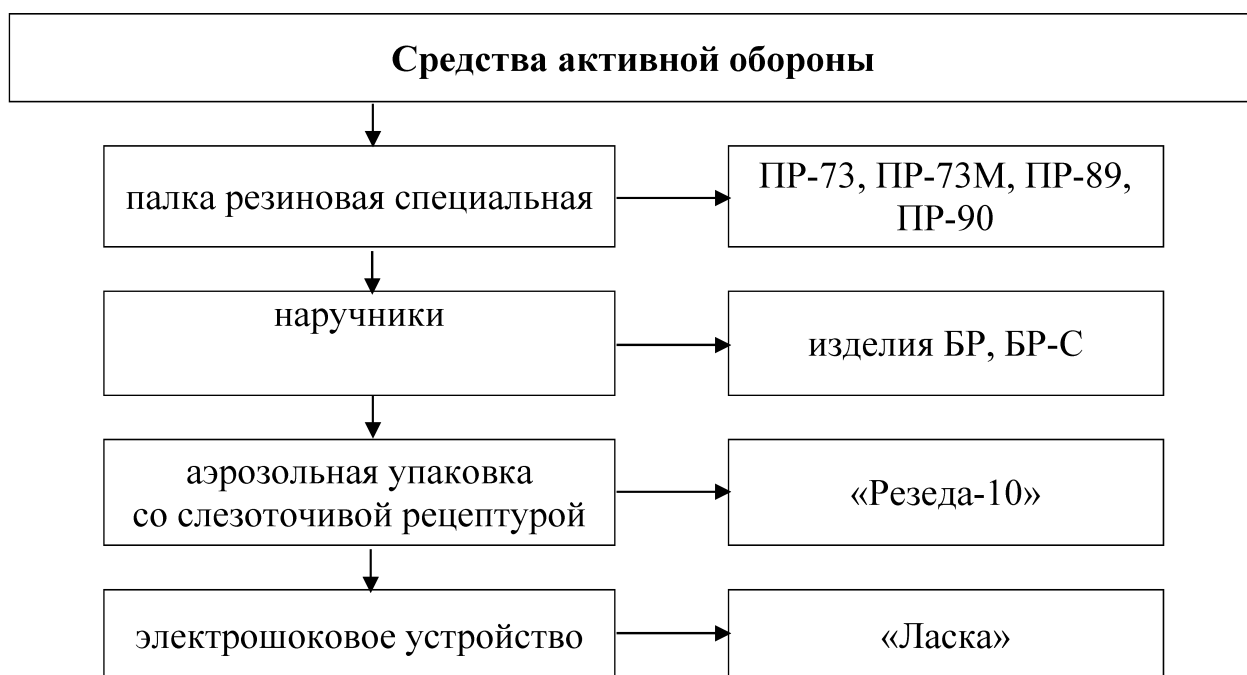 Средства активной обороны
палка резиновая специальная
ПР-73, ПР-73М, ПР-89,
ПР-90
наручники
изделия БР, БР-С
аэрозольная упаковка
со слезоточивой рецептурой
«Резеда-10»
электрошоковое устройство
«Ласка»